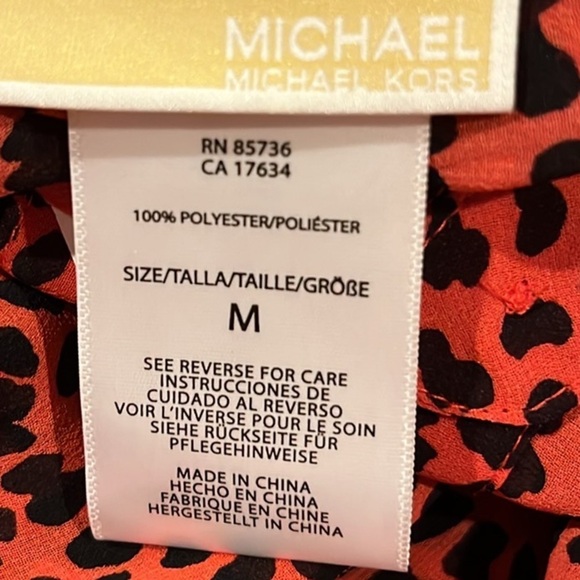 MICHAEL
MICHAEL KORS
RN 85736
CA 17634
100% POLYESTER/POLIÉSTER
SIZE/TALLA/TAILLE/GRÖßE
M
SEE REVERSE FOR CARE
INSTRUCCIONES DE
CUIDADO AL REVERSO
VOIR L'INVERSE POUR LE SOIN
SIEHE RÜCKSEITE FÜR
PFLEGEHINWEISE
MADE IN CHINA
HECHO EN CHINA
FABRIQUE EN CHINE
HERGESTELLT IN CHINA